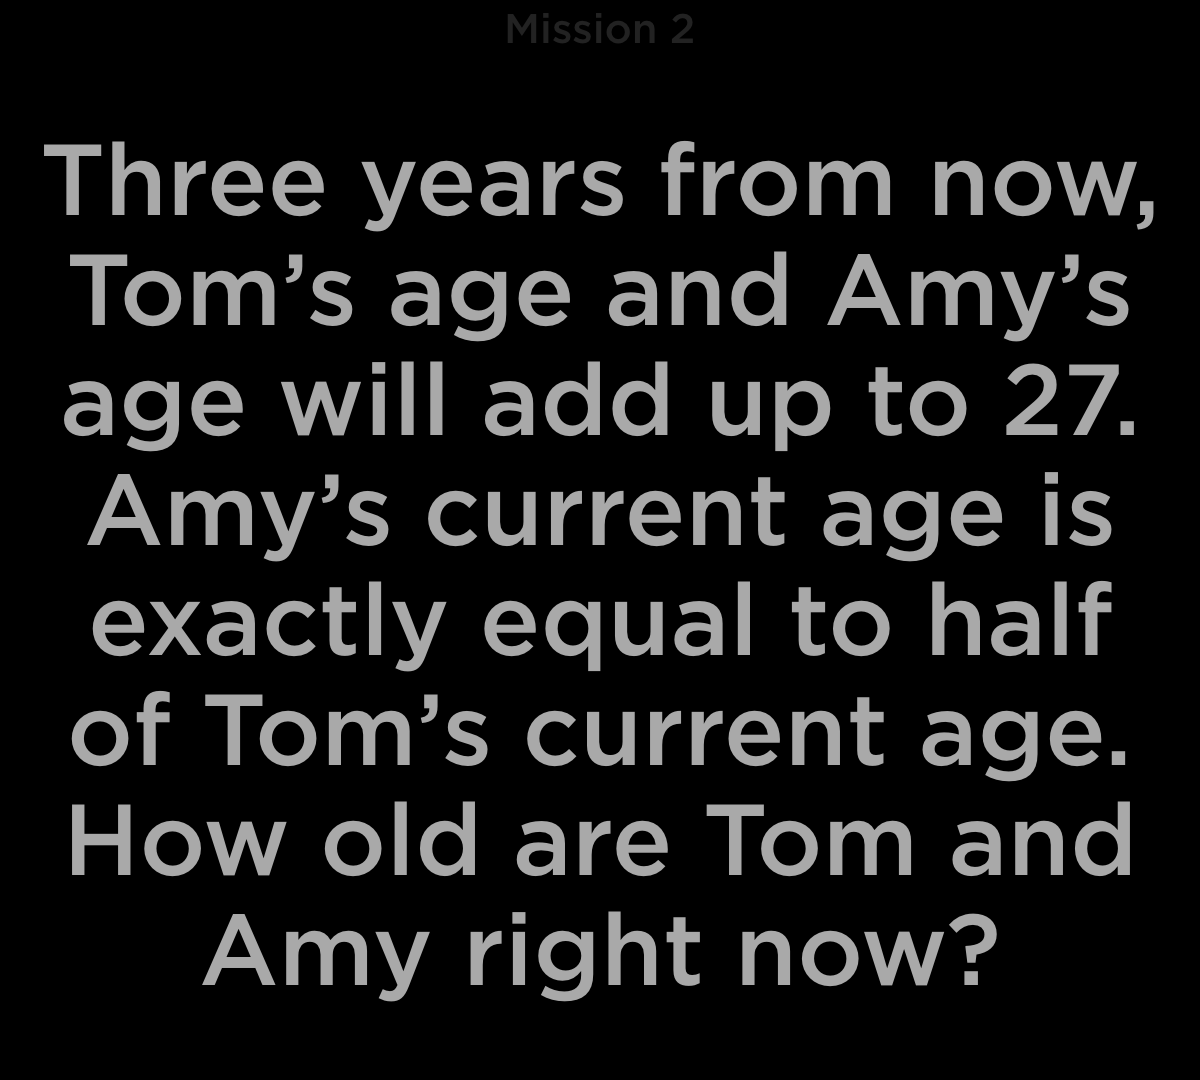 Mission 2
Three years from now,
Tom’s age and Amy’s
age will add up to 27.
Amy’s current age is
exactly equal to half
of Tom’s current age.
How old are Tom and
Amy right now?